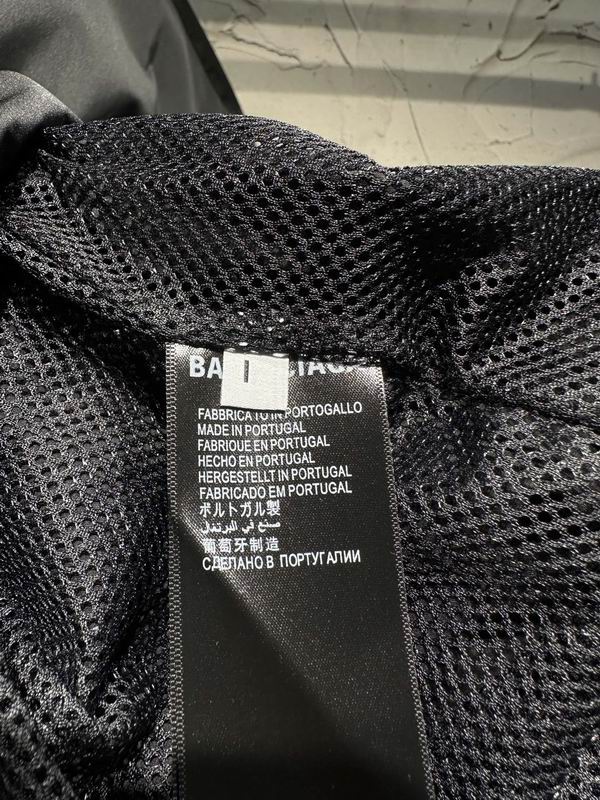 FABBRICATO IN PORTOGALLO
MADE IN PORTUGAL
FABRIQUE EN PORTUGAL
HECHO EN PORTUGAL
HERGESTELLT IN PORTUGAL
FABRICADO EM PORTUGAL
ポルトガル製
صنع في البرتغال
葡萄牙制造
СДЕЛАНО В ПОРТУГАЛИИ